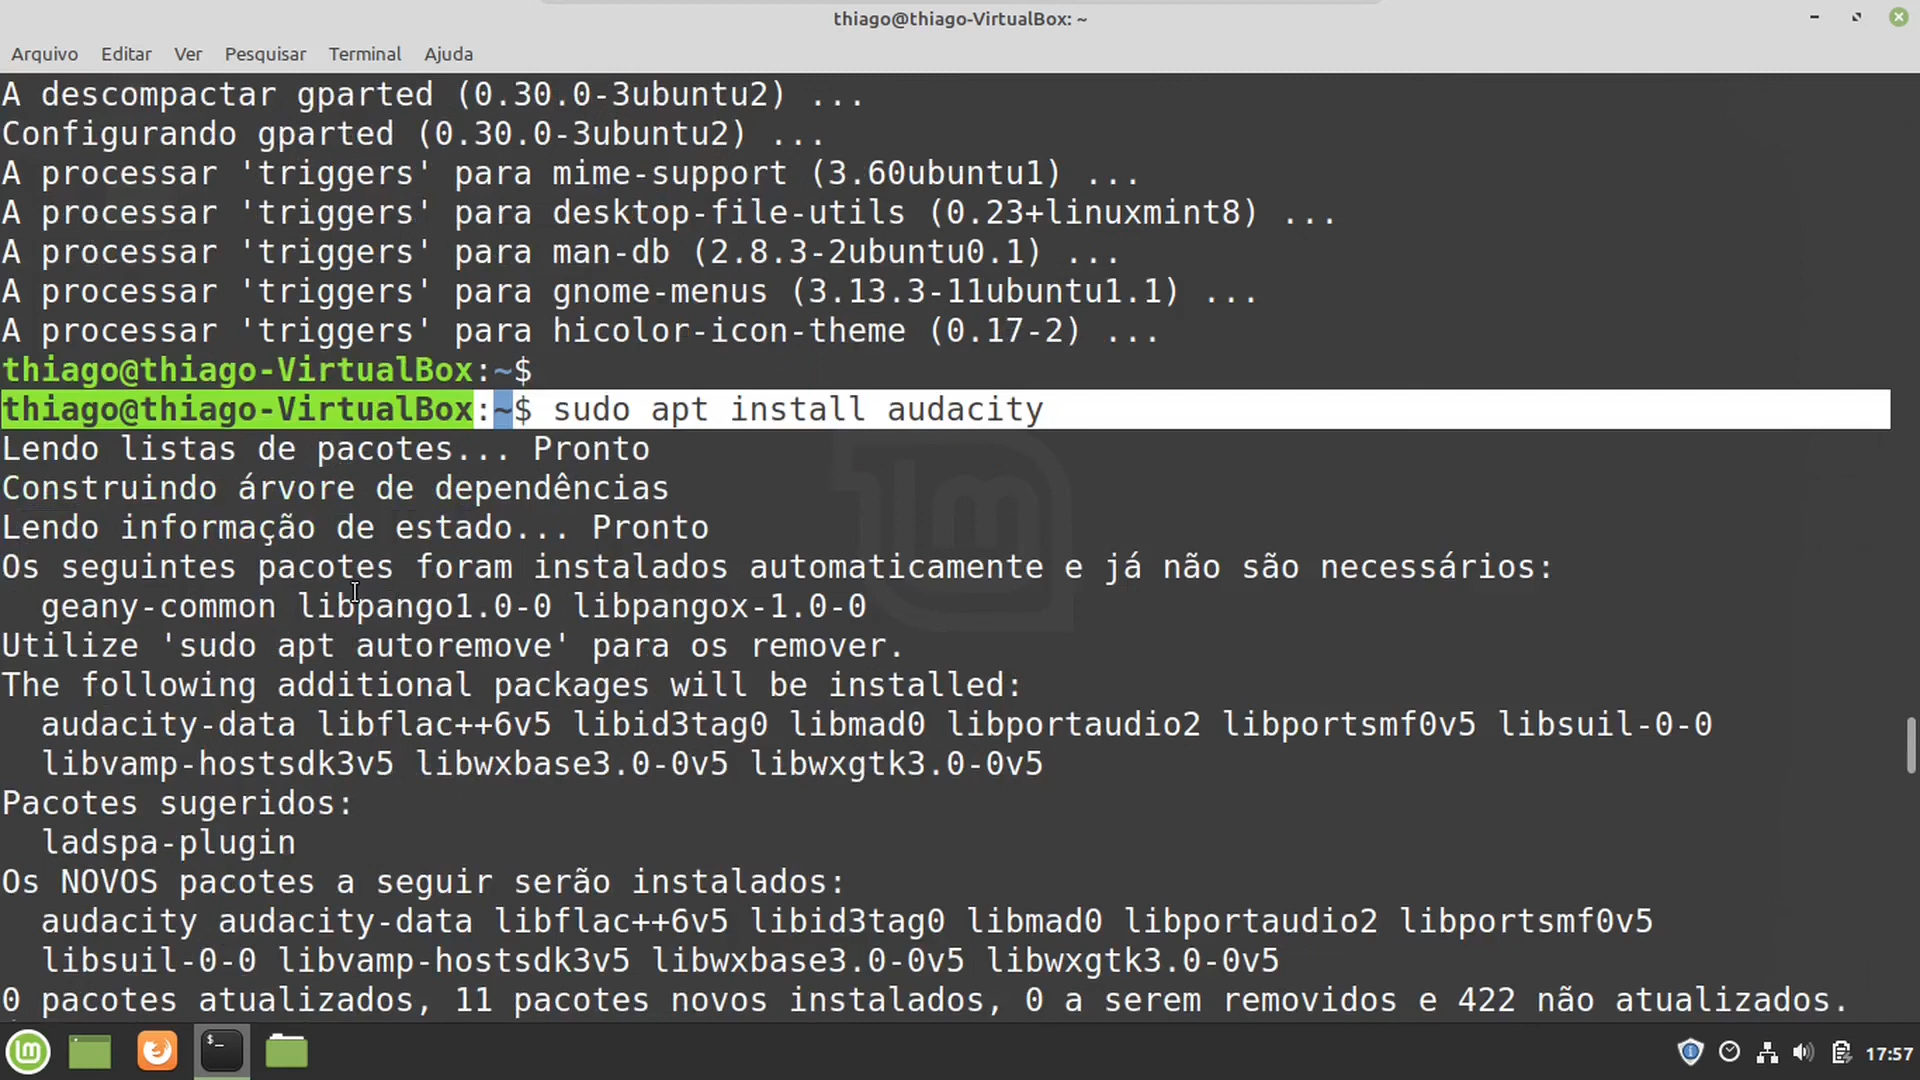 thiago@thiago-VirtualBox: ~
Arquivo Editar Ver Pesquisar Terminal Ajuda
A descompactar gparted (0.30.0-3ubuntu2) ...
Configurando gparted (0.30.0-3ubuntu2) ...
A processar 'triggers' para mime-support (3.60ubuntu1) ...
A processar 'triggers' para desktop-file-utils (0.23+linuxmint8) ...
A processar 'triggers' para man-db (2.8.3-2ubuntu0.1) ...
A processar 'triggers' para gnome-menus (3.13.3-11ubuntu1.1) ...
A processar 'triggers' para hicolor-icon-theme (0.17-2) ...
thiago@thiago-VirtualBox:~$
thiago@thiago-VirtualBox:~$ sudo apt install audacity
Lendo listas de pacotes... Pronto
Construindo árvore de dependências
Lendo informação de estado... Pronto
Os seguintes pacotes foram instalados automaticamente e já não são necessários:
  geany-common libpango1.0-0 libpangox-1.0-0
Utilize 'sudo apt autoremove' para os remover.
The following additional packages will be installed:
  audacity-data libflac++6v5 libid3tag0 libmad0 libportaudio2 libportsmf0v5 libsuil-0-0
  libvamp-hostsdk3v5 libwxbase3.0-0v5 libwxgtk3.0-0v5
Pacotes sugeridos:
  ladspa-plugin
Os NOVOS pacotes a seguir serão instalados:
  audacity audacity-data libflac++6v5 libid3tag0 libmad0 libportaudio2 libportsmf0v5
  libsuil-0-0 libvamp-hostsdk3v5 libwxbase3.0-0v5 libwxgtk3.0-0v5
0 pacotes atualizados, 11 pacotes novos instalados, 0 a serem removidos e 422 não atualizados.
17:57